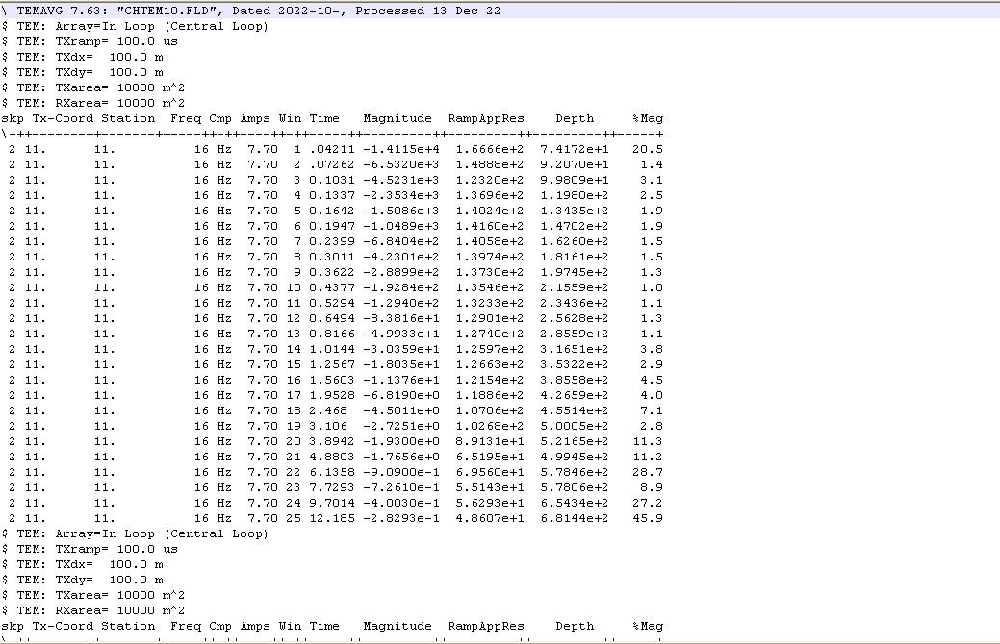 \ TEMAVG 7.63: "CHTEM10.FLD", Dated 2022-10-, Processed 13 Dec 22
$ TEM: Array=In Loop (Central Loop)
$ TEM: TXramp= 100.0 us
$ TEM: TXdx=  100.0 m
$ TEM: TXdy=  100.0 m
$ TEM: TXarea= 10000 m^2
$ TEM: RXarea= 10000 m^2
skp Tx-Coord Station  Freq Cmp Amps Win Time   Magnitude  RampAppRes    Depth     %Mag
\-++-------++-------++----++--++---++--++-----++---------++---------++---------++------+
2 11.      11.          16 Hz  7.70  1 .04211 -1.4115e+4  1.6666e+2  7.4172e+1   20.5
2 11.      11.          16 Hz  7.70  2 .07262 -6.5320e+3  1.4888e+2  9.2070e+1    1.4
2 11.      11.          16 Hz  7.70  3 0.1031 -4.5231e+3  1.2320e+2  9.9809e+1    3.1
2 11.      11.          16 Hz  7.70  4 0.1337 -2.3534e+3  1.3696e+2  1.1980e+2    2.5
2 11.      11.          16 Hz  7.70  5 0.1642 -1.5086e+3  1.4024e+2  1.3435e+2    1.9
2 11.      11.          16 Hz  7.70  6 0.1947 -1.0489e+3  1.4160e+2  1.4702e+2    1.9
2 11.      11.          16 Hz  7.70  7 0.2399 -6.8404e+2  1.4058e+2  1.6260e+2    1.5
2 11.      11.          16 Hz  7.70  8 0.3011 -4.2301e+2  1.3974e+2  1.8161e+2    1.5
2 11.      11.          16 Hz  7.70  9 0.3622 -2.8899e+2  1.3730e+2  1.9745e+2    1.3
2 11.      11.          16 Hz  7.70 10 0.4377 -1.9284e+2  1.3546e+2  2.1559e+2    1.0
2 11.      11.          16 Hz  7.70 11 0.5294 -1.2940e+2  1.3233e+2  2.3436e+2    1.1
2 11.      11.          16 Hz  7.70 12 0.6494 -8.3816e+1  1.2901e+2  2.5628e+2    1.3
2 11.      11.          16 Hz  7.70 13 0.8166 -4.9933e+1  1.2740e+2  2.8559e+2    1.1
2 11.      11.          16 Hz  7.70 14 1.0144 -3.0359e+1  1.2597e+2  3.1651e+2    3.8
2 11.      11.          16 Hz  7.70 15 1.2567 -1.8035e+1  1.2663e+2  3.5322e+2    2.9
2 11.      11.          16 Hz  7.70 16 1.5603 -1.1376e+1  1.2154e+2  3.8558e+2    4.5
2 11.      11.          16 Hz  7.70 17 1.9528 -6.8190e+0  1.1886e+2  4.2659e+2    4.0
2 11.      11.          16 Hz  7.70 18 2.468  -4.5011e+0  1.0706e+2  4.5514e+2    7.1
2 11.      11.          16 Hz  7.70 19 3.106  -2.7251e+0  1.0268e+2  5.0005e+2    2.8
2 11.      11.          16 Hz  7.70 20 3.8942 -1.9300e+0  8.9131e+1  5.2165e+2   11.3
2 11.      11.          16 Hz  7.70 21 4.8803 -1.7656e+0  6.5195e+1  4.9945e+2   11.2
2 11.      11.          16 Hz  7.70 22 6.1358 -9.0900e-1  6.9560e+1  5.7846e+2   28.7
2 11.      11.          16 Hz  7.70 23 7.7293 -7.2610e-1  5.5143e+1  5.7806e+2    8.9
2 11.      11.          16 Hz  7.70 24 9.7014 -4.0030e-1  5.6293e+1  6.5434e+2   27.2
2 11.      11.          16 Hz  7.70 25 12.185 -2.8293e-1  4.8607e+1  6.8144e+2   45.9
$ TEM: Array=In Loop (Central Loop)
$ TEM: TXramp= 100.0 us
$ TEM: TXdx=  100.0 m
$ TEM: TXdy=  100.0 m
$ TEM: TXarea= 10000 m^2
$ TEM: RXarea= 10000 m^2
skp Tx-Coord Station  Freq Cmp Amps Win Time   Magnitude  RampAppRes    Depth     %Mag